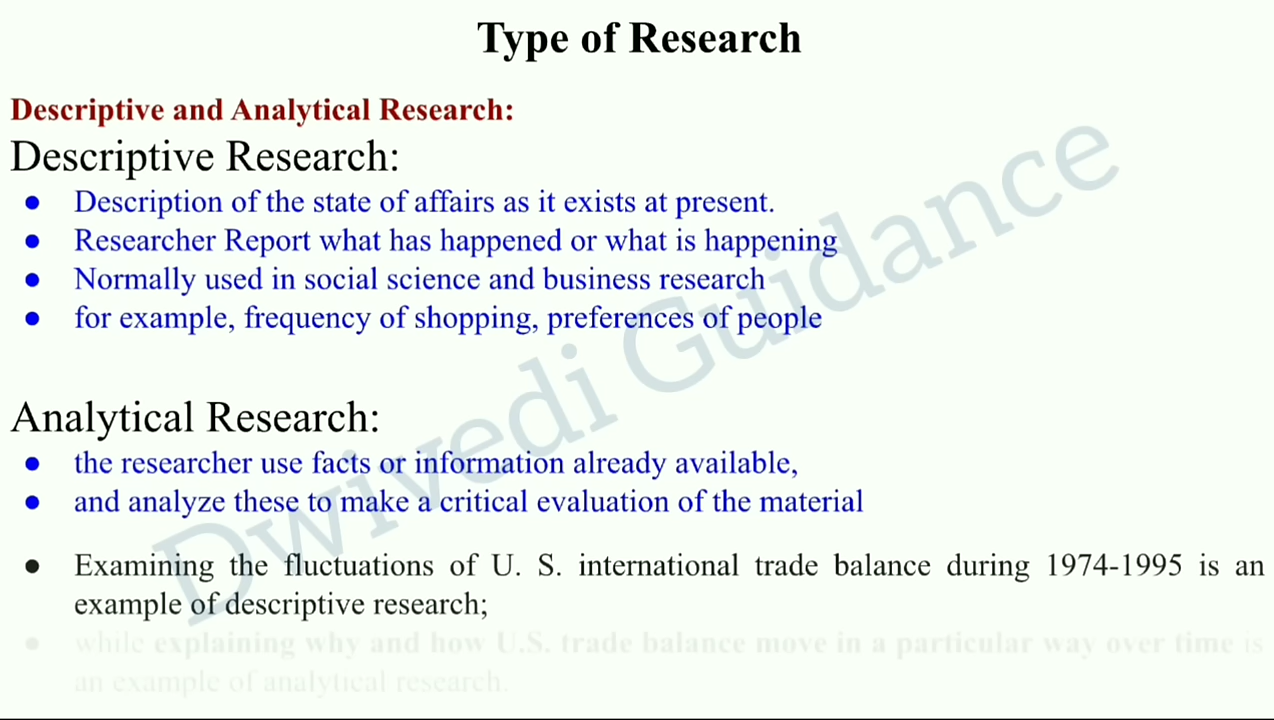 Type of Research
Descriptive and Analytical Research:
Descriptive Research:
● Description of the state of affairs as it exists at present.
● Researcher Report what has happened or what is happening
● Normally used in social science and business research
● for example, frequency of shopping, preferences of people
Analytical Research:
● the researcher use facts or information already available,
● and analyze these to make a critical evaluation of the material
● Examining the fluctuations of U. S. international trade balance during 1974-1995 is an
example of descriptive research;
● while explaining why and how U.S. trade balance move in a particular way over time is
an example of analytical research.
Dwivedi Guidance